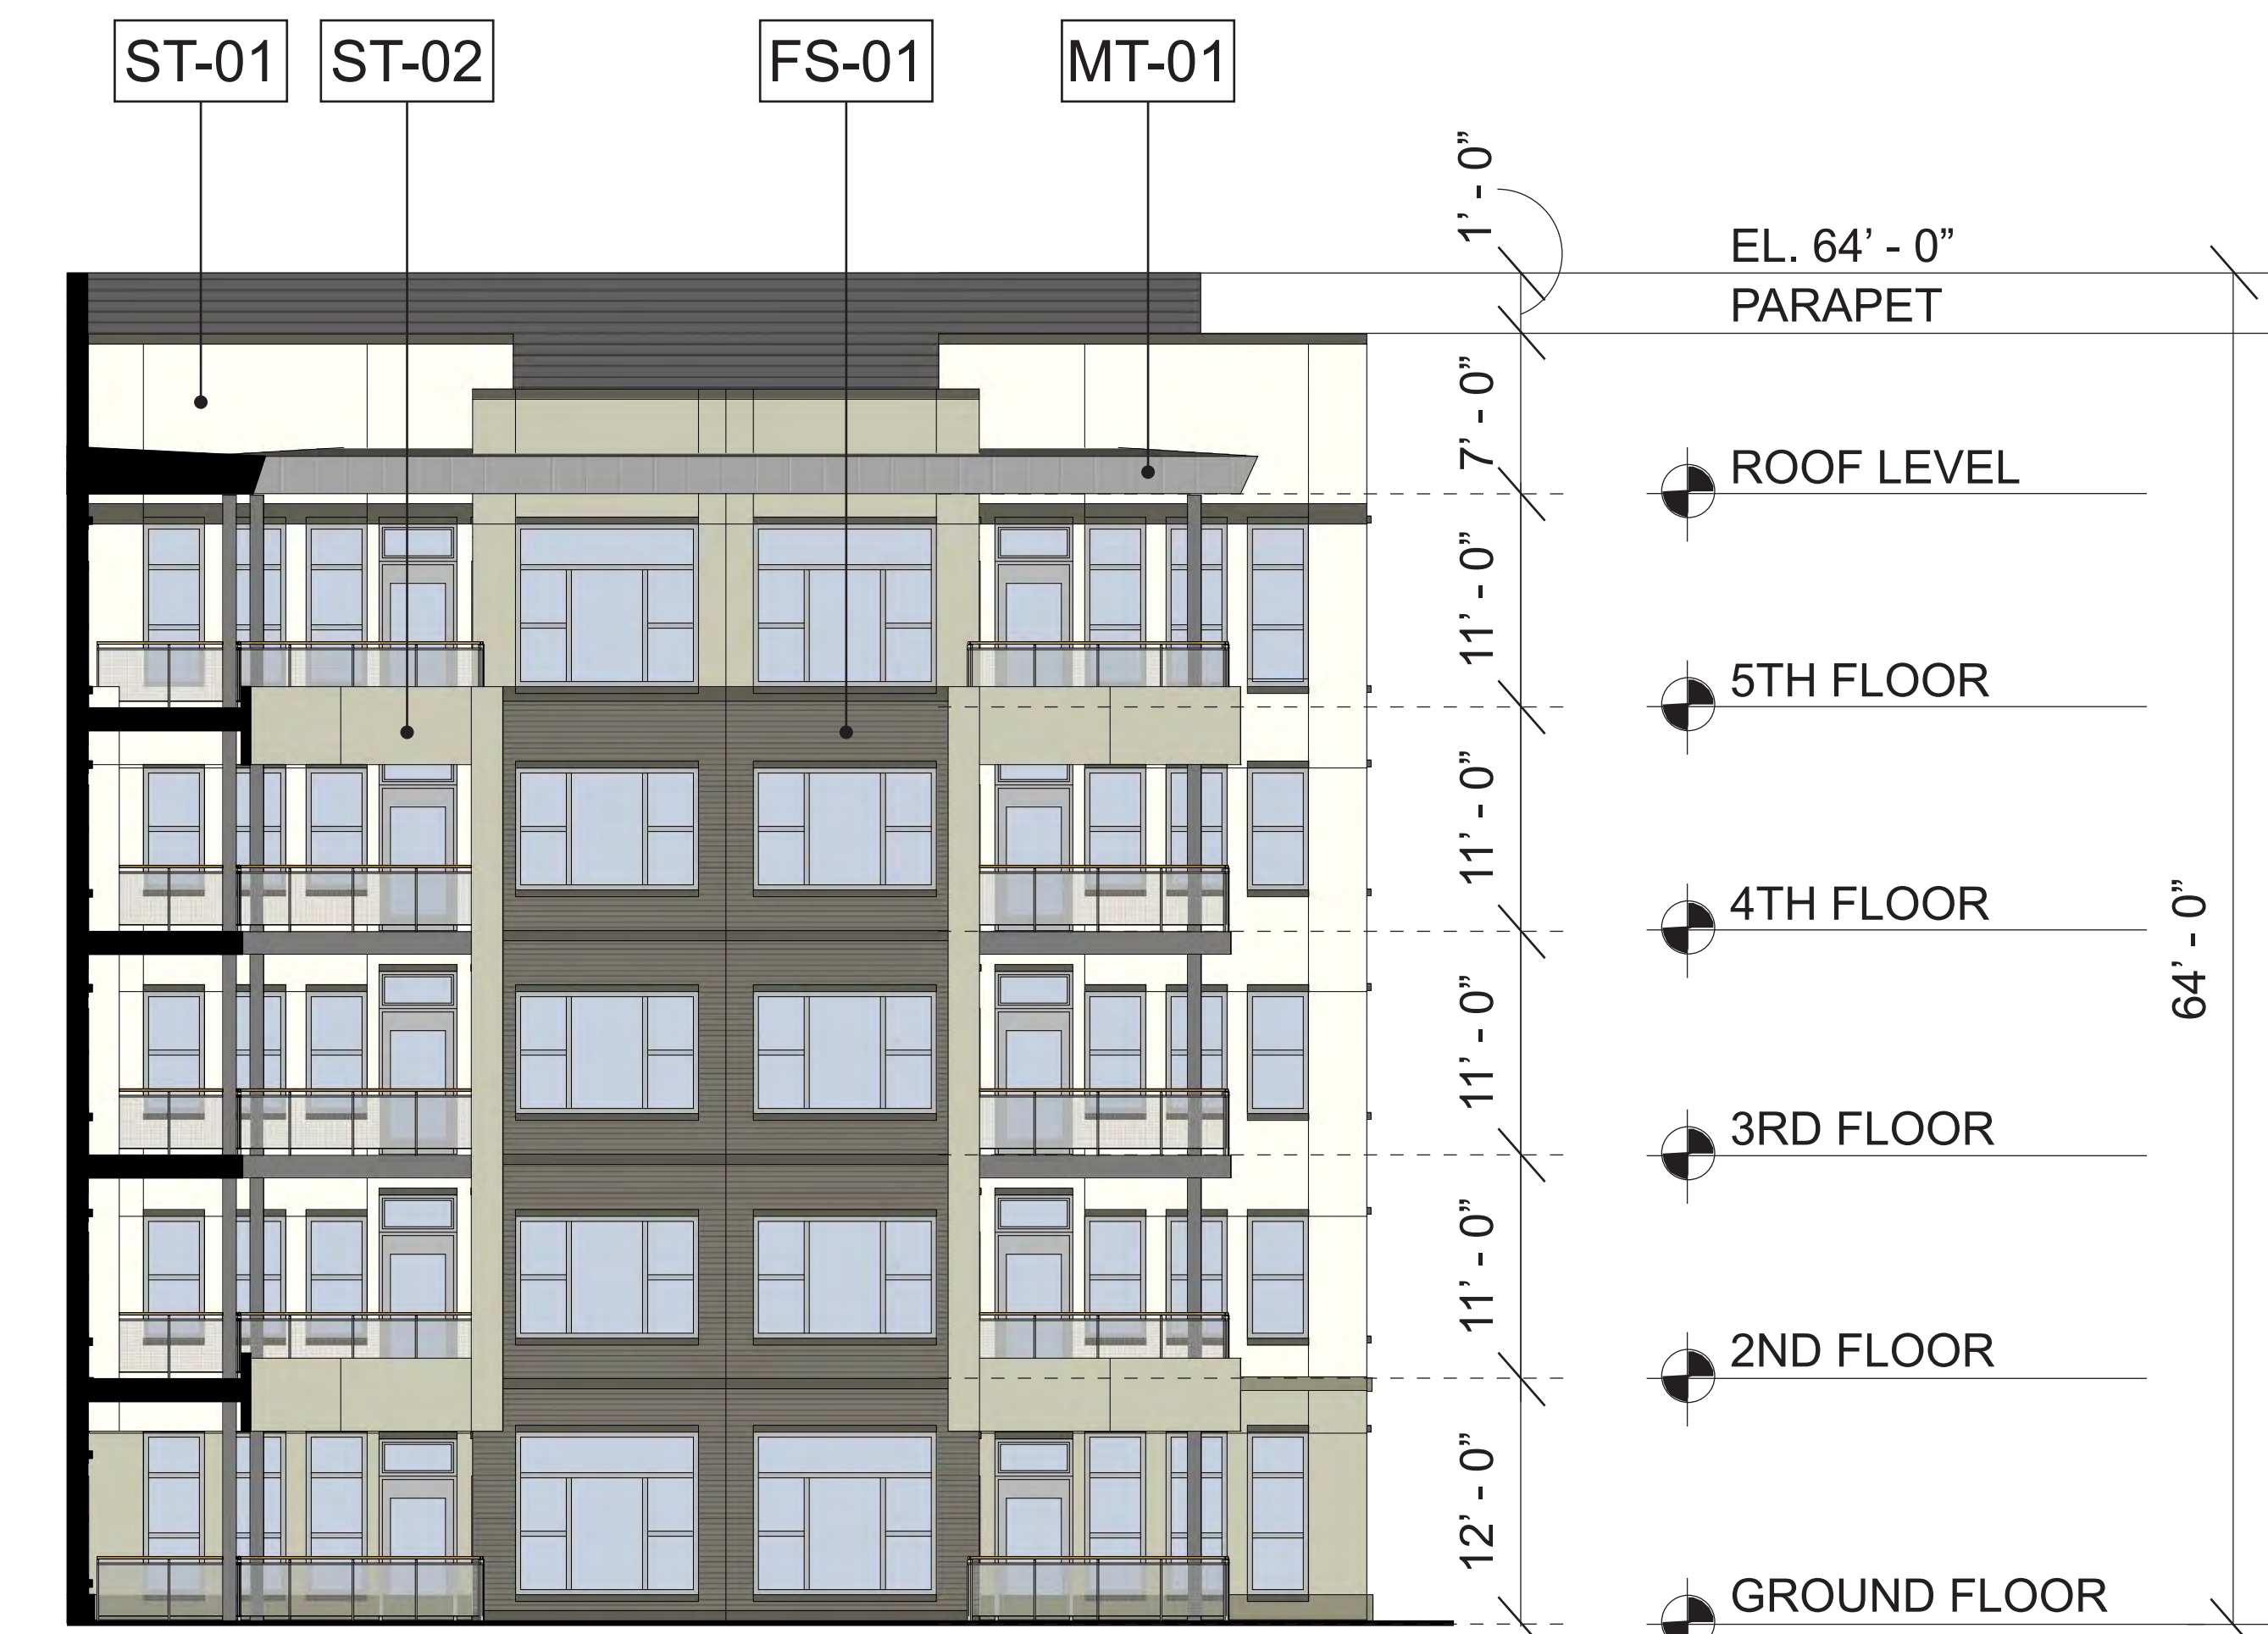 ST-01
ST-02
FS-01
MT-01
1’ - 0”
EL. 64’ - 0”
PARAPET
7’ - 0”
ROOF LEVEL
11’ - 0”
5TH FLOOR
11’ - 0”
4TH FLOOR
64’ - 0”
11’ - 0”
3RD FLOOR
11’ - 0”
2ND FLOOR
12’ - 0”
GROUND FLOOR